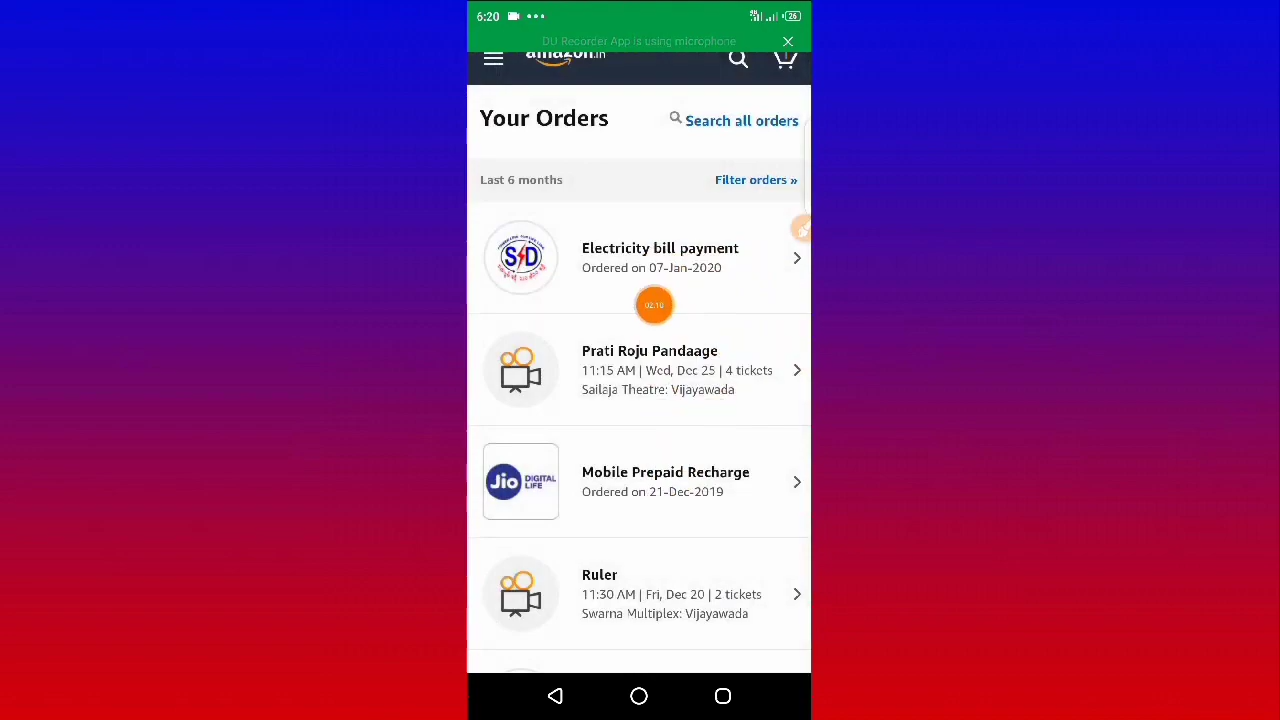 6:20
26
DU Recorder App is using microphone
amazon.in
Your Orders
Search all orders
Last 6 months
Filter orders »
Electricity bill payment
Ordered on 07-Jan-2020
02:10
Prati Roju Pandaage
11:15 AM | Wed, Dec 25 | 4 tickets
Sailaja Theatre: Vijayawada
Jio DIGITAL
LIFE
Mobile Prepaid Recharge
Ordered on 21-Dec-2019
Ruler
11:30 AM | Fri, Dec 20 | 2 tickets
Swarna Multiplex: Vijayawada